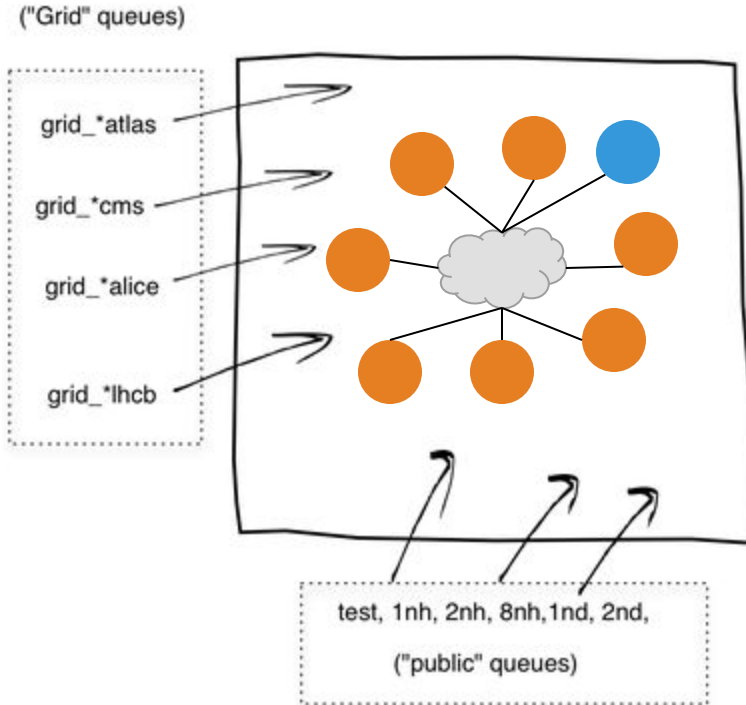 ("Grid" queues)
grid_*atlas
grid_*cms
grid_*alice
grid_*lhcb
test, 1nh, 2nh, 8nh,1nd, 2nd,
("public" queues)